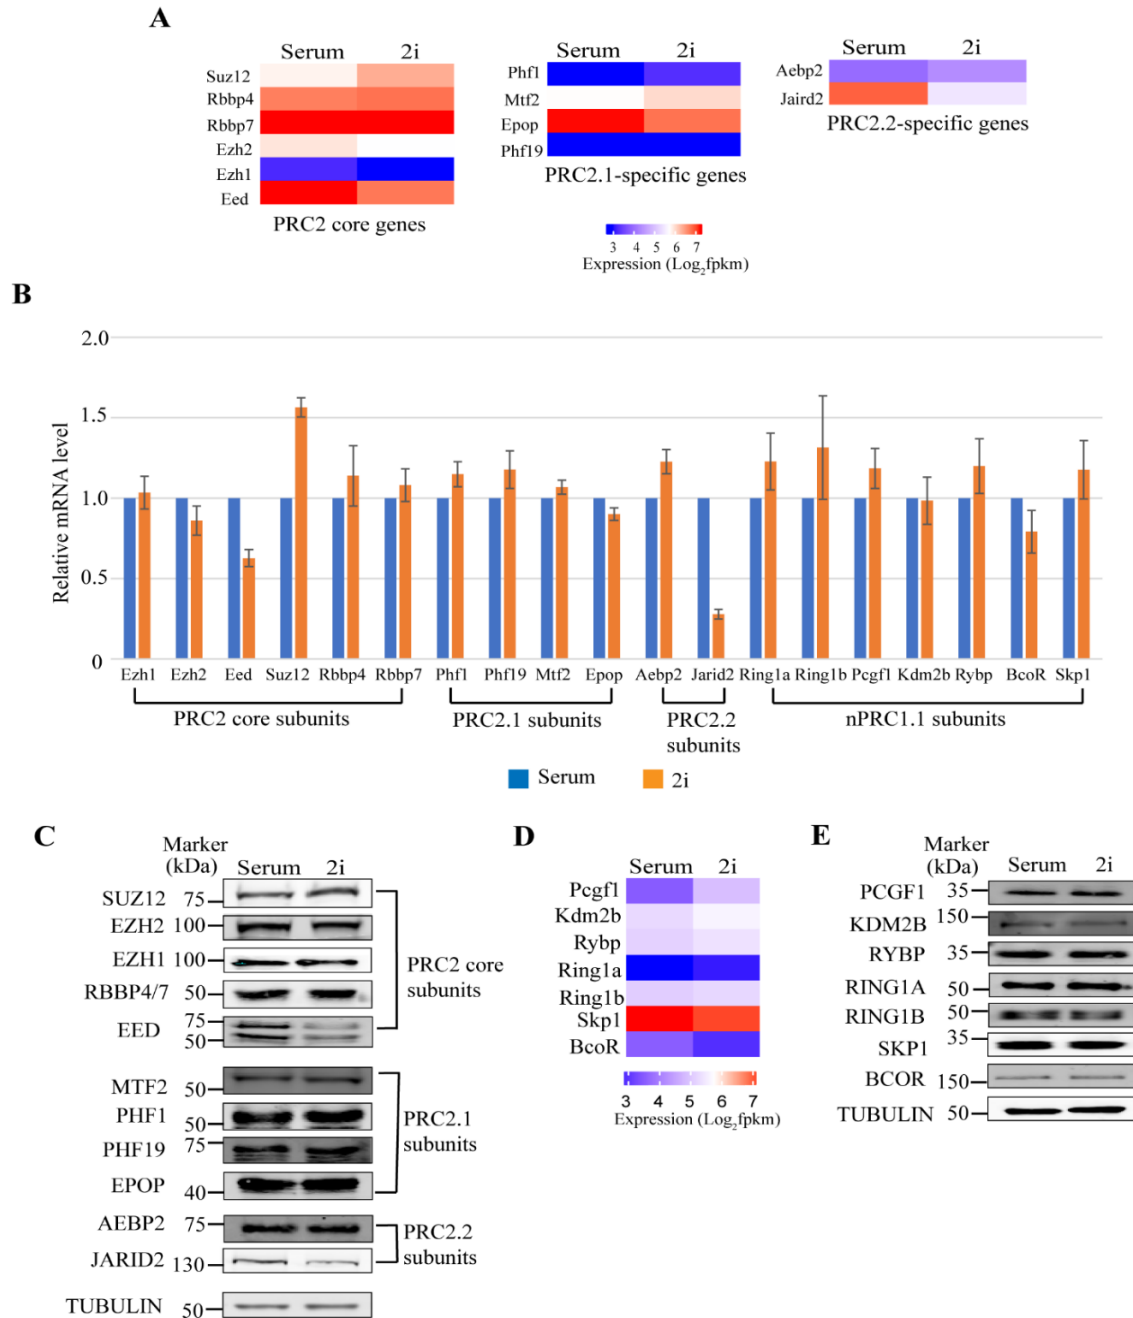 A
Serum 2i
Suz12
Rbbp4
Rbbp7
Ezh2
Ezh1
Eed
PRC2 core genes
Serum 2i
Phf1
Mtf2
Epop
Phf19
PRC2.1-specific genes
Serum 2i
Aebp2
Jaird2
PRC2.2-specific genes
3 4 5 6 7
Expression (Log2fpkm)
B
Relative mRNA level
2.0
1.5
1.0
0.5
0
Ezh1 Ezh2 Eed Suz12 Rbbp4 Rbbp7 Phf1 Phf19 Mtf2 Epop Aebp2 Jarid2 Ring1a Ring1b Pcgf1 Kdm2b Rybp BcoR Skp1
PRC2 core subunits
PRC2.1 subunits
PRC2.2
subunits
nPRC1.1 subunits
Serum 2i
C
Marker
(kDa)
Serum 2i
SUZ12 75
EZH2 100
EZH1 100
RBBP4/7 50
EED 75
50
PRC2 core
subunits
MTF2 50
PHF1 50
PHF19 75
EPOP 40
PRC2.1
subunits
AEBP2 75
JARID2 130
PRC2.2
subunits
TUBULIN 50
D
Serum 2i
Pcgf1
Kdm2b
Rybp
Ring1a
Ring1b
Skp1
BcoR
3 4 5 6 7
Expression (Log2fpkm)
E
Marker
(kDa)
Serum 2i
PCGF1 35
KDM2B 150
RYBP 35
RING1A 50
RING1B 50
SKP1 35
BCOR 150
TUBULIN 50